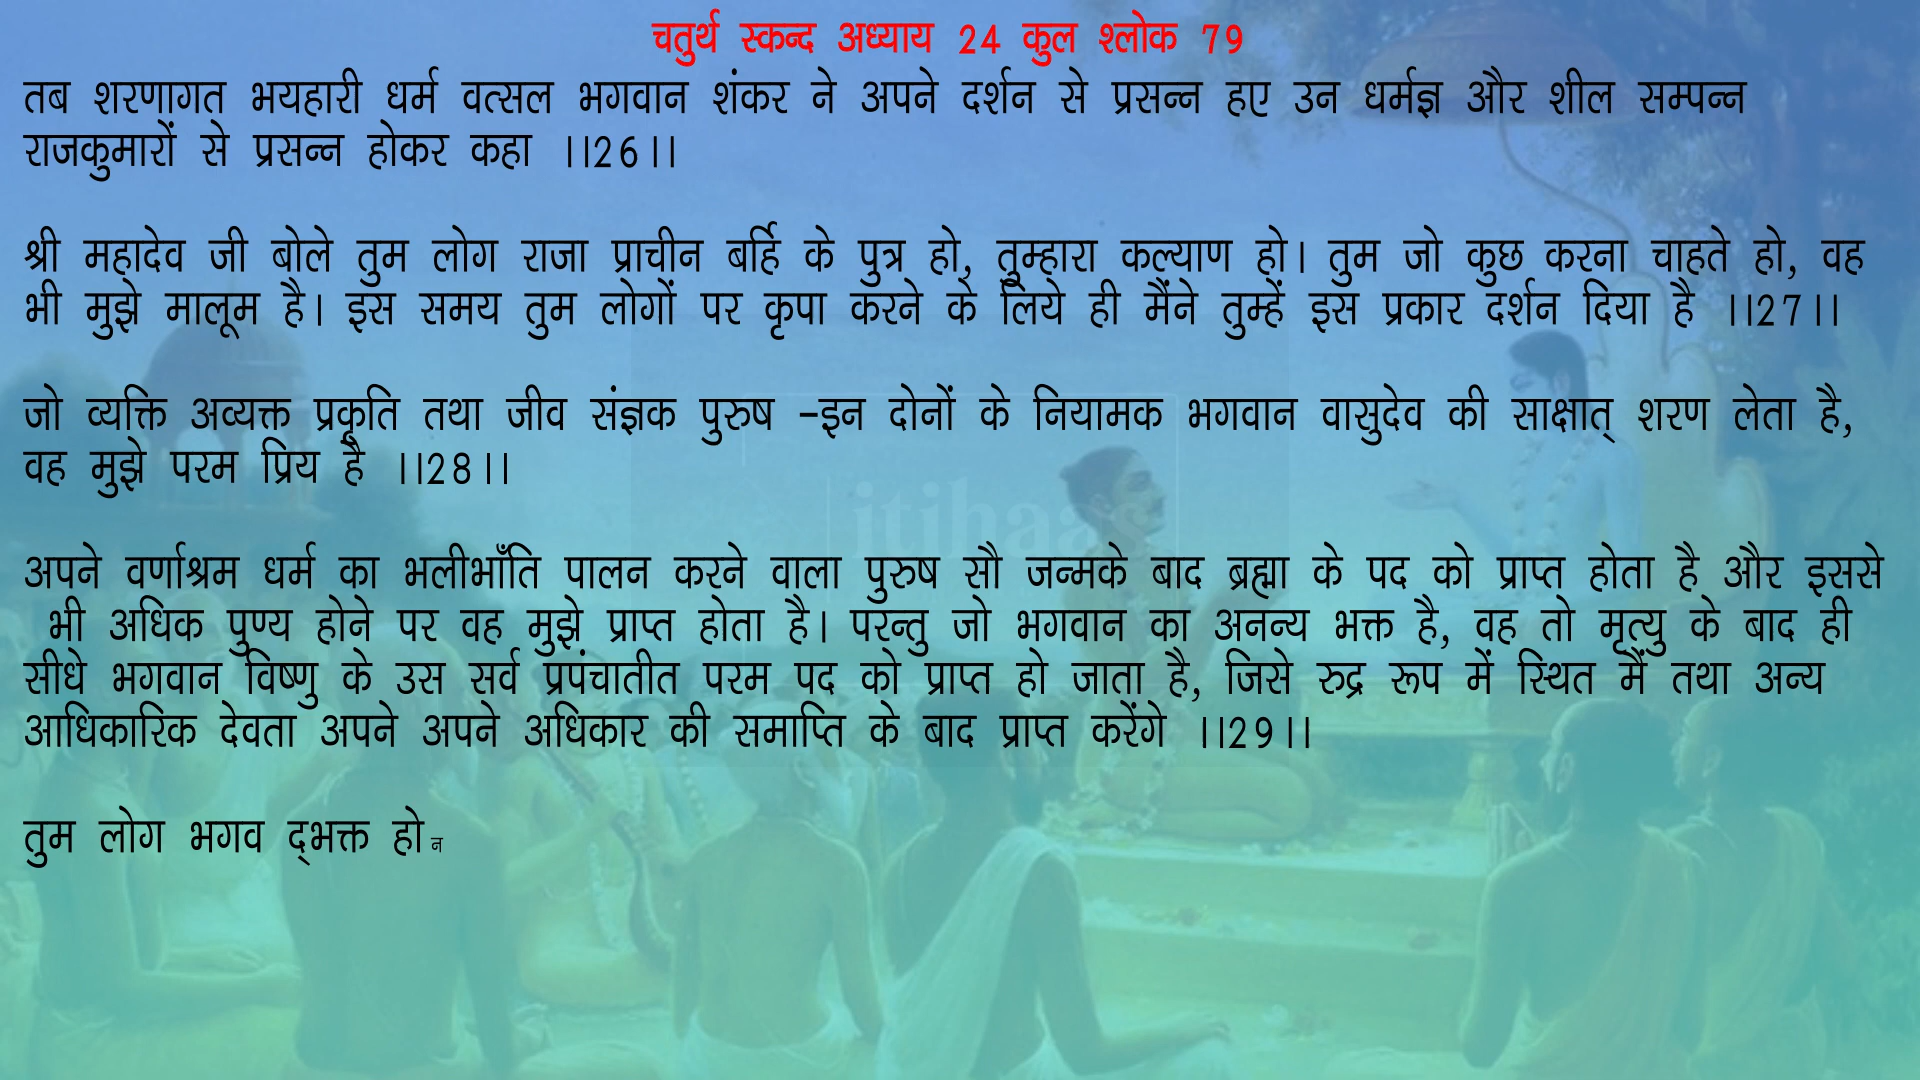 चतुर्थ स्कन्द अध्याय 24 कुल श्लोक 79
तब शरणागत भयहारी धर्म वत्सल भगवान शंकर ने अपने दर्शन से प्रसन्न हए उन धर्मज्ञ और शील सम्पन्न
राजकुमारों से प्रसन्न होकर कहा ।।26।।
श्री महादेव जी बोले तुम लोग राजा प्राचीन बर्हि के पुत्र हो, तुम्हारा कल्याण हो। तुम जो कुछ करना चाहते हो, वह
भी मुझे मालूम है। इस समय तुम लोगों पर कृपा करने के लिये ही मैंने तुम्हें इस प्रकार दर्शन दिया है ।।27।।
जो व्यक्ति अव्यक्त प्रकृति तथा जीव संज्ञक पुरुष -इन दोनों के नियामक भगवान वासुदेव की साक्षात् शरण लेता है,
वह मुझे परम प्रिय है ।।28।।
अपने वर्णाश्रम धर्म का भलीभाँति पालन करने वाला पुरुष सौ जन्मके बाद ब्रह्मा के पद को प्राप्त होता है और इससे
भी अधिक पुण्य होने पर वह मुझे प्राप्त होता है। परन्तु जो भगवान का अनन्य भक्त है, वह तो मृत्यु के बाद ही
सीधे भगवान विष्णु के उस सर्व प्रपंचातीत परम पद को प्राप्त हो जाता है, जिसे रुद्र रूप में स्थित मैं तथा अन्य
आधिकारिक देवता अपने अपने अधिकार की समाप्ति के बाद प्राप्त करेंगे ।।29।।
तुम लोग भगव द्भक्त हो न
itihaas